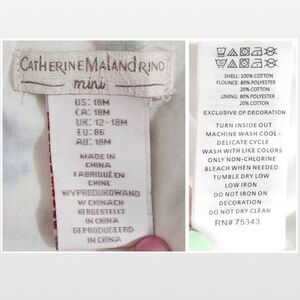 CATHERINE MALANDRINO
mini
US: 18M
CA: 18M
UK: 12 - 18M
EU: 86
AU: 18M
MADE IN
CHINA
FABRIQUÉ EN
CHINE
WYPRODUKOWANO
W CHINACH
HERGESTELLT
IN CHINA
GEPRODUCEERD
IN CHINA
SHELL: 100% COTTON
FLOUNCE: 80% POLYESTER
20% COTTON
LINING: 80% POLYESTER
20% COTTON
EXCLUSIVE OF DECORATION
TURN INSIDE OUT
MACHINE WASH COOL-
DELICATE CYCLE
WASH WITH LIKE COLORS
ONLY NON-CHLORINE
BLEACH WHEN NEEDED
TUMBLE DRY LOW
LOW IRON
DO NOT IRON ON
DECORATION
DO NOT DRY CLEAN
RN# 75343